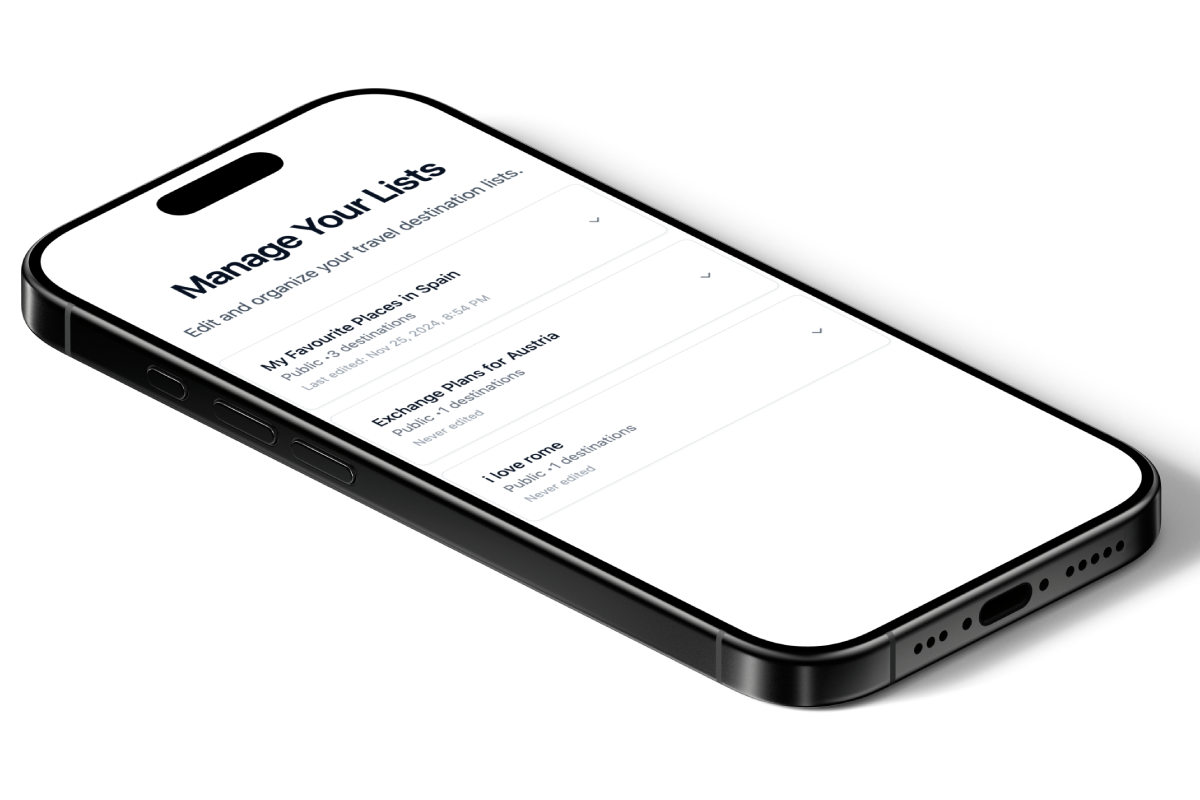 Manage Your Lists
Edit and organize your travel destination lists.
My Favourite Places in Spain
Public •3 destinations
Last edited: Nov 25, 2024, 8:54 PM
Exchange Plans for Austria
Public •1 destinations
Never edited
i love rome
Public •1 destinations
Never edited